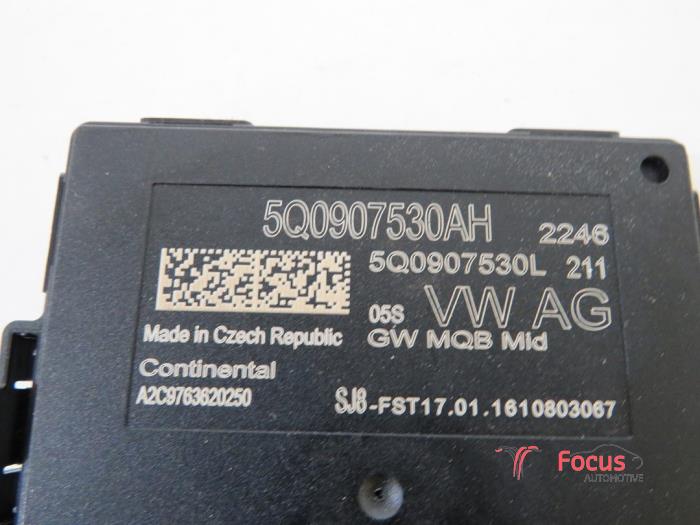 5Q0907530AH 2246
5Q0907530L 211
05S VW AG
Made in Czech Republic GW MQB Mid
Continental
A2C9763620250 SJ8-FST17.01.1610803067
Focus
AUTOMOTIVE